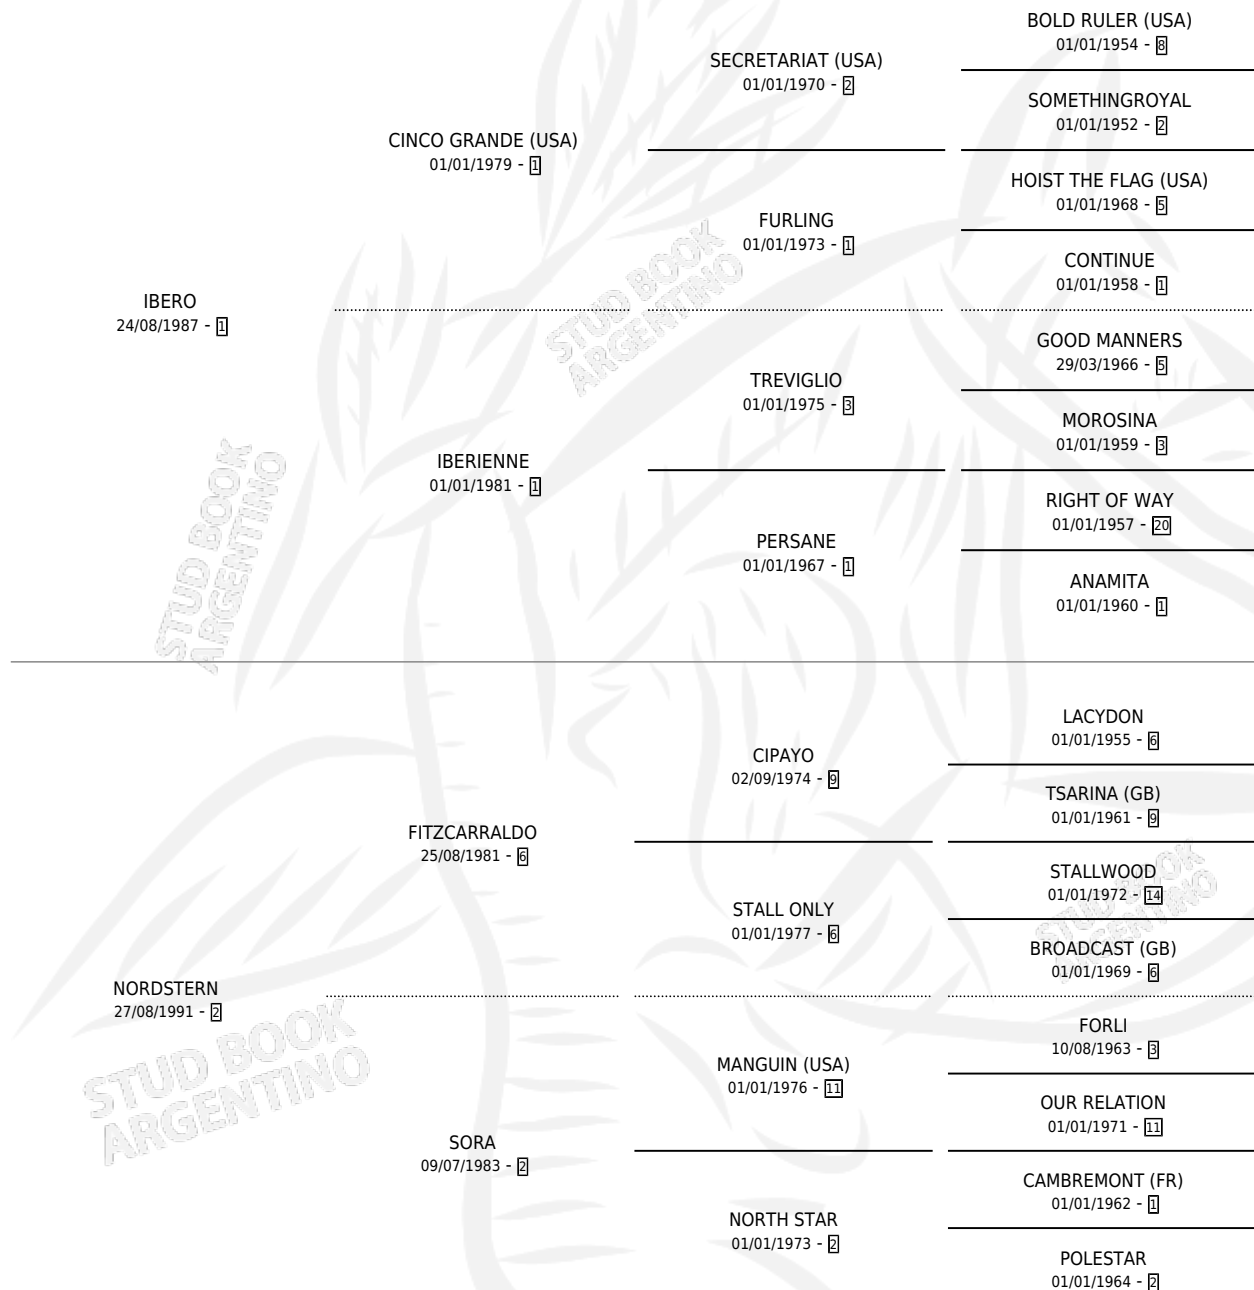 BOLD RULER (USA)
01/01/1954 - 8
SECRETARIAT (USA)
01/01/1970 - 2
SOMETHINGROYAL
01/01/1952 - 2
CINCO GRANDE (USA)
01/01/1979 - 1
HOIST THE FLAG (USA)
01/01/1968 - 5
FURLING
01/01/1973 - 1
CONTINUE
01/01/1958 - 1
IBERO
24/08/1987 - 1
GOOD MANNERS
29/03/1966 - 5
TREVIGLIO
01/01/1975 - 3
MOROSINA
01/01/1959 - 3
IBERIENNE
01/01/1981 - 1
RIGHT OF WAY
01/01/1957 - 20
PERSANE
01/01/1967 - 1
ANAMITA
01/01/1960 - 1
STUD BOOK
ARGENTINO
STUD BOOK
ARGENTINO
LACYDON
01/01/1955 - 6
CIPAYO
02/09/1974 - 9
TSARINA (GB)
01/01/1961 - 9
FITZCARRALDO
25/08/1981 - 6
STALLWOOD
01/01/1972 - 14
STALL ONLY
01/01/1977 - 6
BROADCAST (GB)
01/01/1969 - 6
STUD BOOK
ARGENTINO
NORDSTERN
27/08/1991 - 2
FORLI
10/08/1963 - 3
MANGUIN (USA)
01/01/1976 - 11
OUR RELATION
01/01/1971 - 11
SORA
09/07/1983 - 2
CAMBREMONT (FR)
01/01/1962 - 1
NORTH STAR
01/01/1973 - 2
POLESTAR
01/01/1964 - 2
STUD BOOK
ARGENTINO